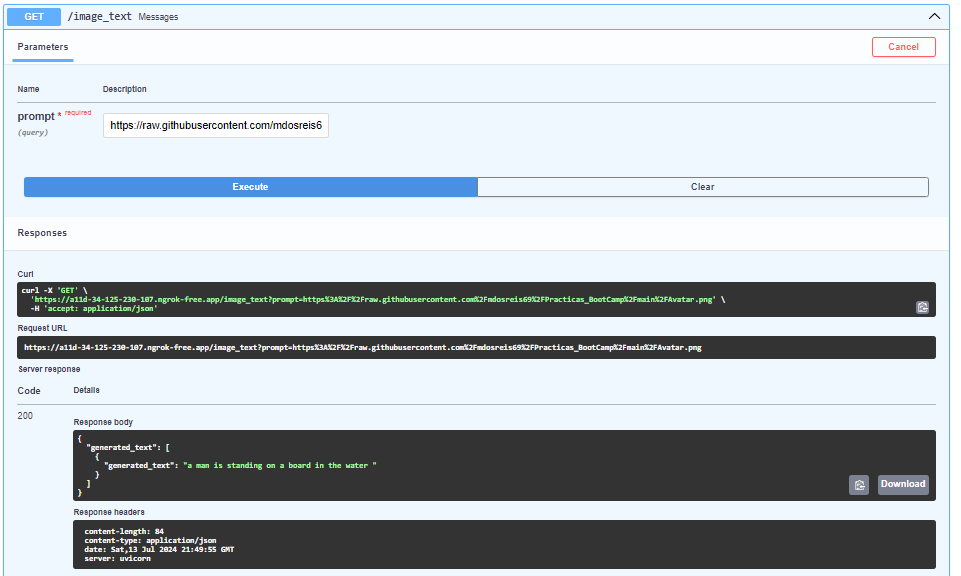 GET /image_text Messages
Parameters
Cancel
Name Description
prompt * required
(query)
https://raw.githubusercontent.com/mdosreis6
Execute Clear
Responses
Curl
curl -X 'GET' \
'https://a11d-34-125-230-107.ngrok-free.app/image_text?prompt=https%3A%2F%2Fraw.githubusercontent.com%2Fmdosreis69%2FPracticas_BootCamp%2Fmain%2FAvatar.png' \
-H 'accept: application/json'
Request URL
https://a11d-34-125-230-107.ngrok-free.app/image_text?prompt=https%3A%2F%2Fraw.githubusercontent.com%2Fmdosreis69%2FPracticas_BootCamp%2Fmain%2FAvatar.png
Server response
Code Details
200
Response body
{
"generated_text": [
{
"generated_text": "a man is standing on a board in the water "
}
]
}
Download
Response headers
content-length: 84
content-type: application/json
date: Sat,13 Jul 2024 21:49:55 GMT
server: uvicorn